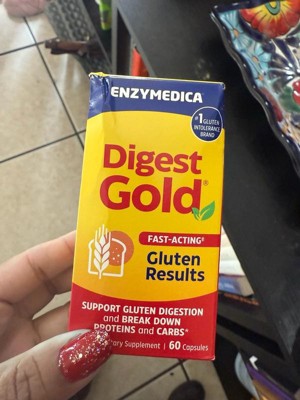 ENZYMEDICA
#1 GLUTEN
INTOLERANCE
BRAND
Digest
Gold®
FAST-ACTING
Gluten
Results
SUPPORT GLUTEN DIGESTION
and BREAK DOWN
PROTEINS and CARBS*
Supplement | 60 Capsules